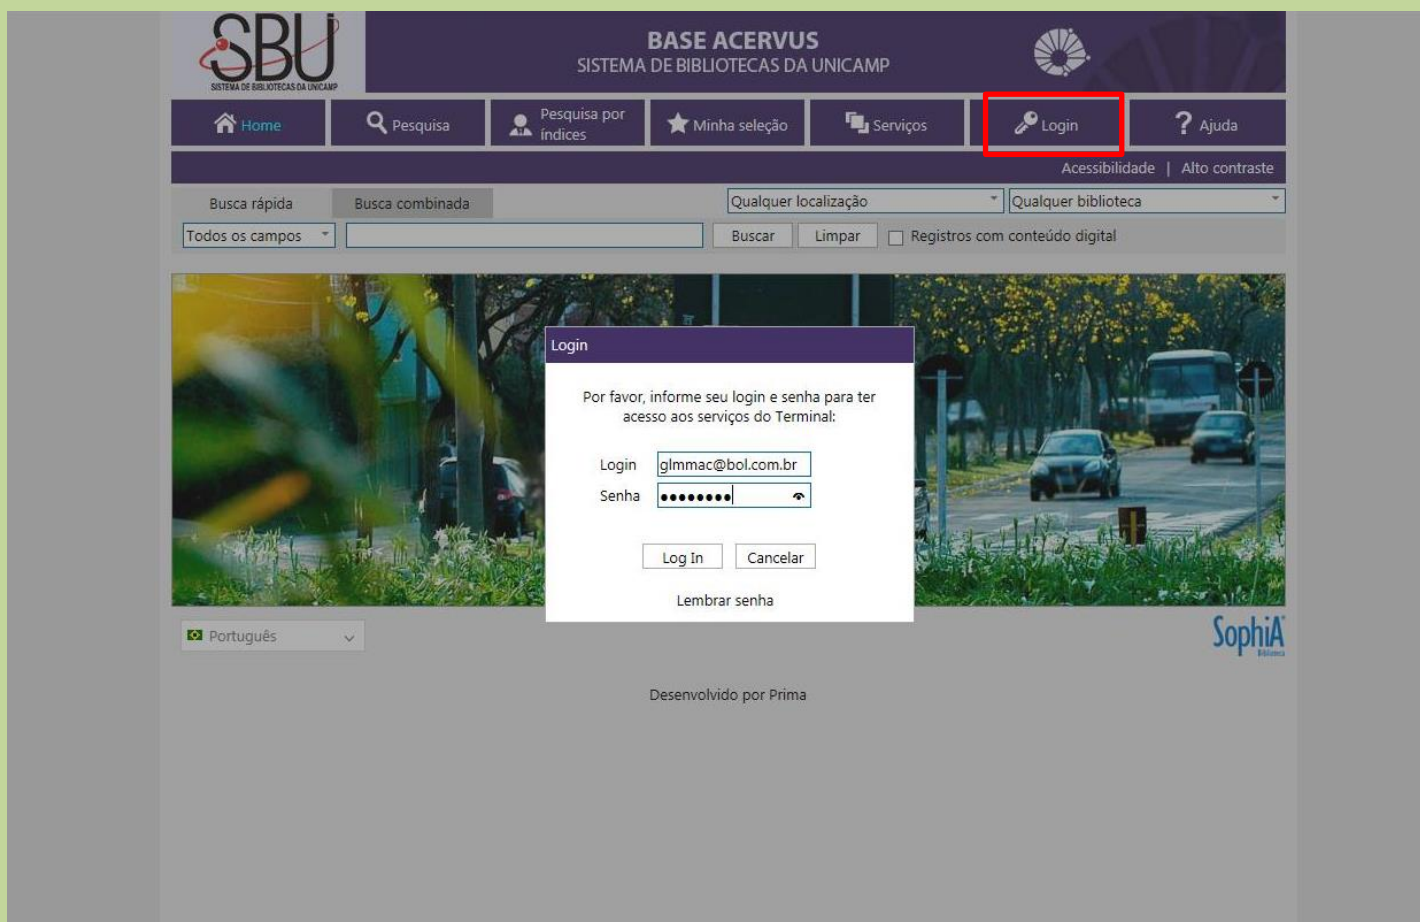 SBU
SISTEMA DE BIBLIOTECAS DA UNICAMP
BASE ACERVUS
SISTEMA DE BIBLIOTECAS DA UNICAMP
Home
Pesquisa
Pesquisa por
índices
Minha seleção
Serviços
Login
? Ajuda
Acessibilidade | Alto contraste
Busca rápida
Busca combinada
Qualquer localização
Qualquer biblioteca
Todos os campos
Buscar
Limpar
Registros com conteúdo digital
Login
Por favor, informe seu login e senha para ter
acesso aos serviços do Terminal:
Login glmmac@bol.com.br
Senha ••••••••
Log In
Cancelar
Lembrar senha
Português
SophiA
Biblioteca
Desenvolvido por Prima